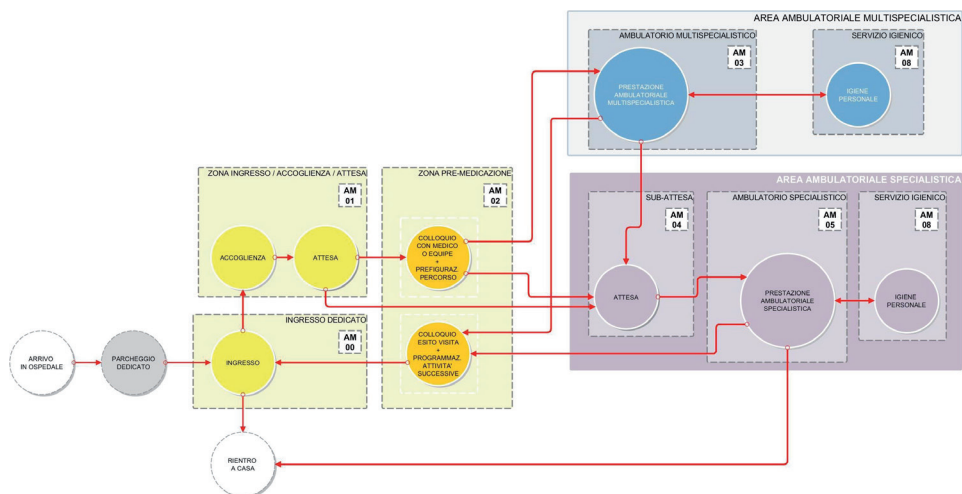 AREA AMBULATORIALE MULTISPECIALISTICA
AMBULATORIO MULTISPECIALISTICO
AM
03
PRESTAZIONE
AMBULATORIALE
MULTISPECIALISTICA
SERVIZIO IGIENICO
AM
08
IGIENE
PERSONALE
ZONA INGRESSO / ACCOGLIENZA / ATTESA
AM
01
ACCOGLIENZA
ATTESA
ZONA PRE-MEDICAZIONE
AM
02
COLLOQUIO
CON MEDICO
O EQUIPE
+
PREFIGURAZ.
PERCORSO
AREA AMBULATORIALE SPECIALISTICA
SUB-ATTESA
AM
04
ATTESA
AMBULATORIO SPECIALISTICO
AM
05
PRESTAZIONE
AMBULATORIALE
SPECIALISTICA
SERVIZIO IGIENICO
AM
08
IGIENE
PERSONALE
INGRESSO DEDICATO
AM
00
INGRESSO
COLLOQUIO
ESITO VISITA
+
PROGRAMMAZ.
ATTIVITA'
SUCCESSIVE
ARRIVO
IN OSPEDALE
PARCHEGGIO
DEDICATO
RIENTRO
A CASA